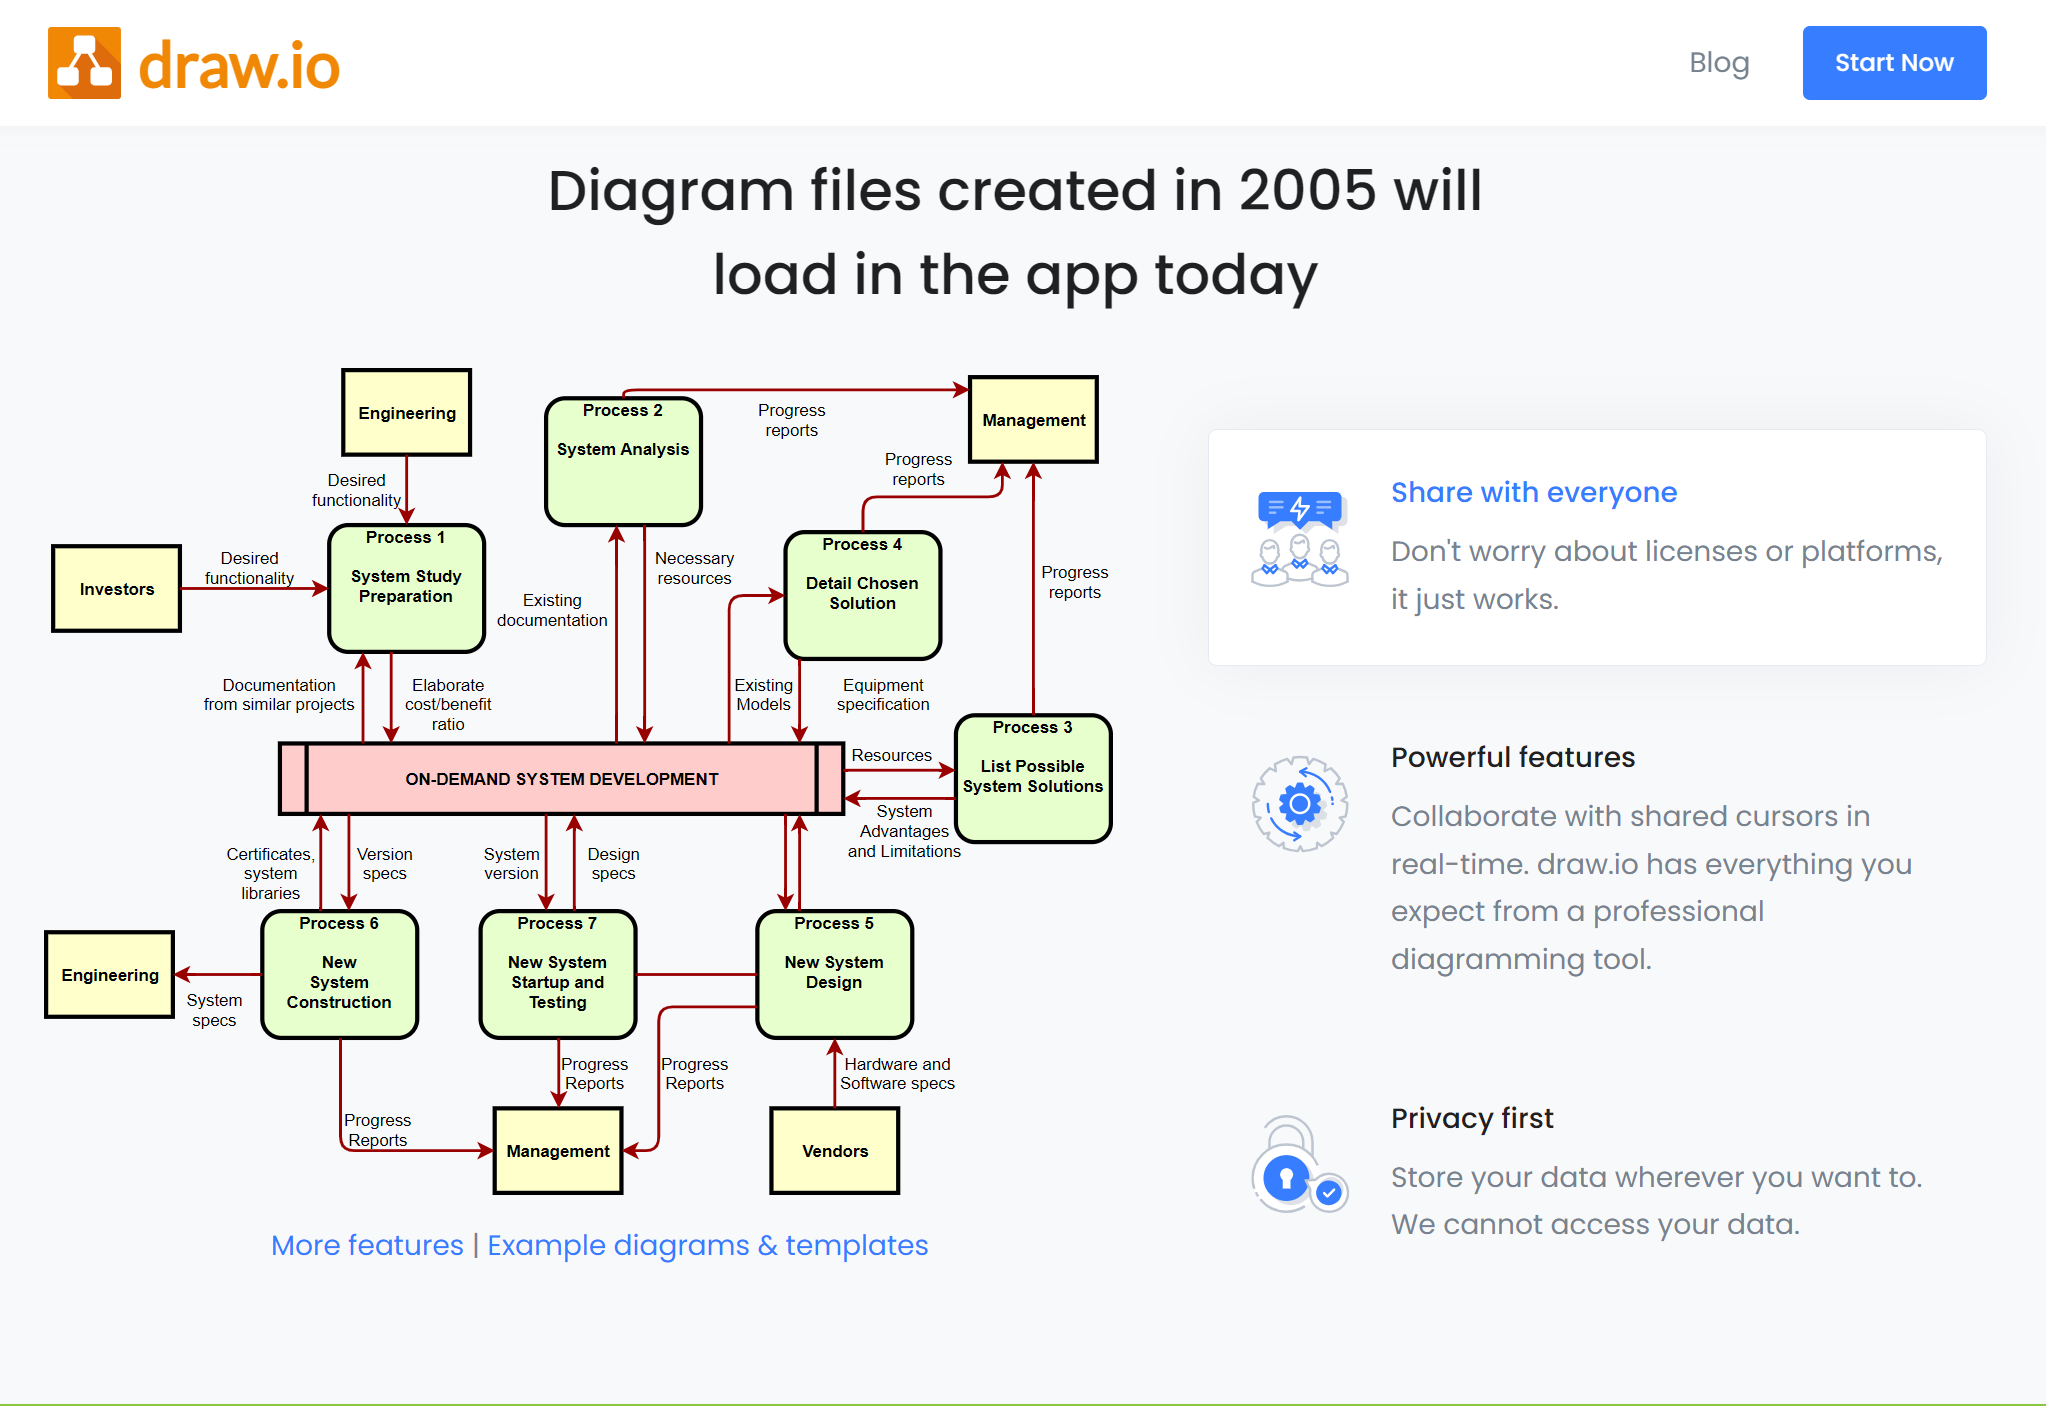 draw.io
Blog
Start Now
Diagram files created in 2005 will
load in the app today
Engineering
Desired
functionality
Investors
Desired
functionality
Process 1
System Study
Preparation
Documentation
from similar projects
Elaborate
cost/benefit
ratio
Process 2
System Analysis
Progress
reports
Management
Progress
reports
Existing
documentation
Necessary
resources
Process 4
Detail Chosen
Solution
Progress
reports
Existing
Models
Equipment
specification
ON-DEMAND SYSTEM DEVELOPMENT
Resources
Process 3
List Possible
System Solutions
System
Advantages
and Limitations
Certificates,
system
libraries
Version
specs
System
version
Design
specs
Engineering
System
specs
Process 6
New
System
Construction
Process 7
New System
Startup and
Testing
Process 5
New System
Design
Progress
Reports
Progress
Reports
Progress
Reports
Hardware and
Software specs
Management
Vendors
More features | Example diagrams & templates
Share with everyone
Don't worry about licenses or platforms,
it just works.
Powerful features
Collaborate with shared cursors in
real-time. draw.io has everything you
expect from a professional
diagramming tool.
Privacy first
Store your data wherever you want to.
We cannot access your data.